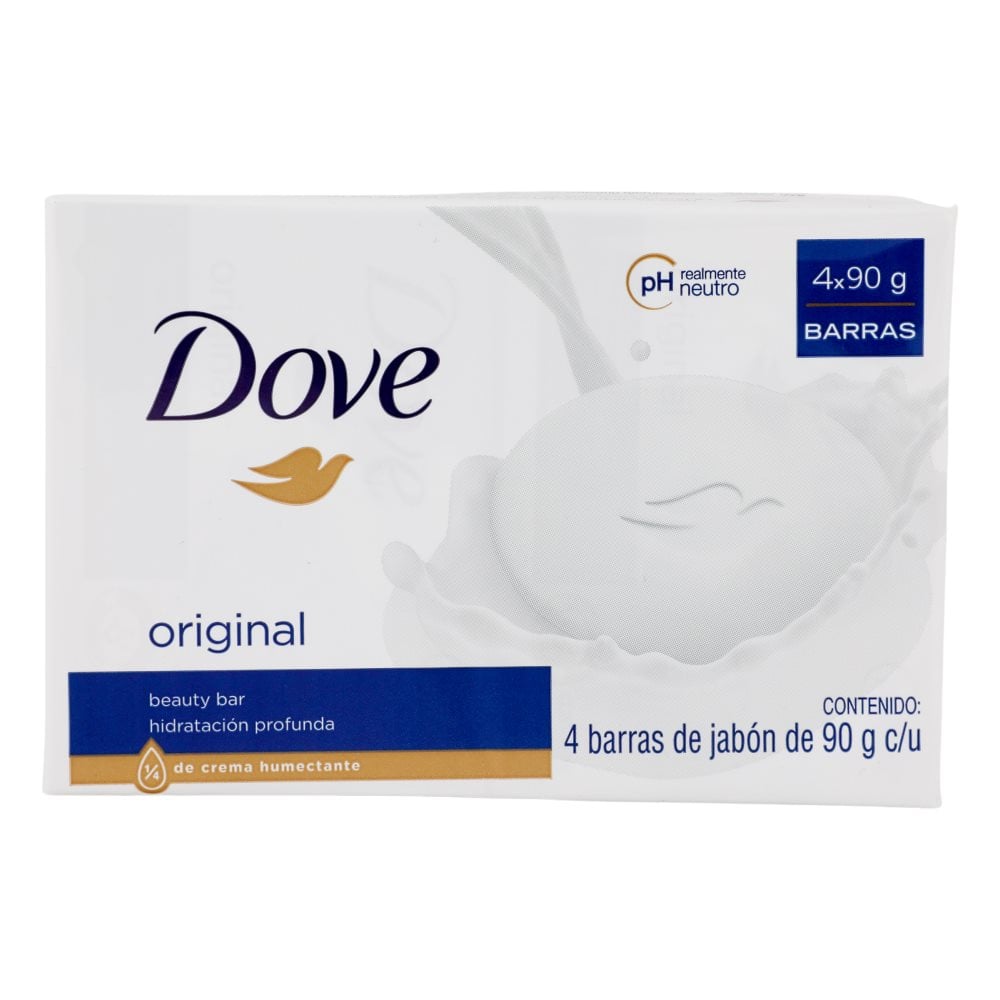 Dove
original
beauty bar
hidratación profunda
1/4 de crema humectante
pH realmente
neutro
4x90 g
BARRAS
CONTENIDO:
4 barras de jabón de 90 g c/u